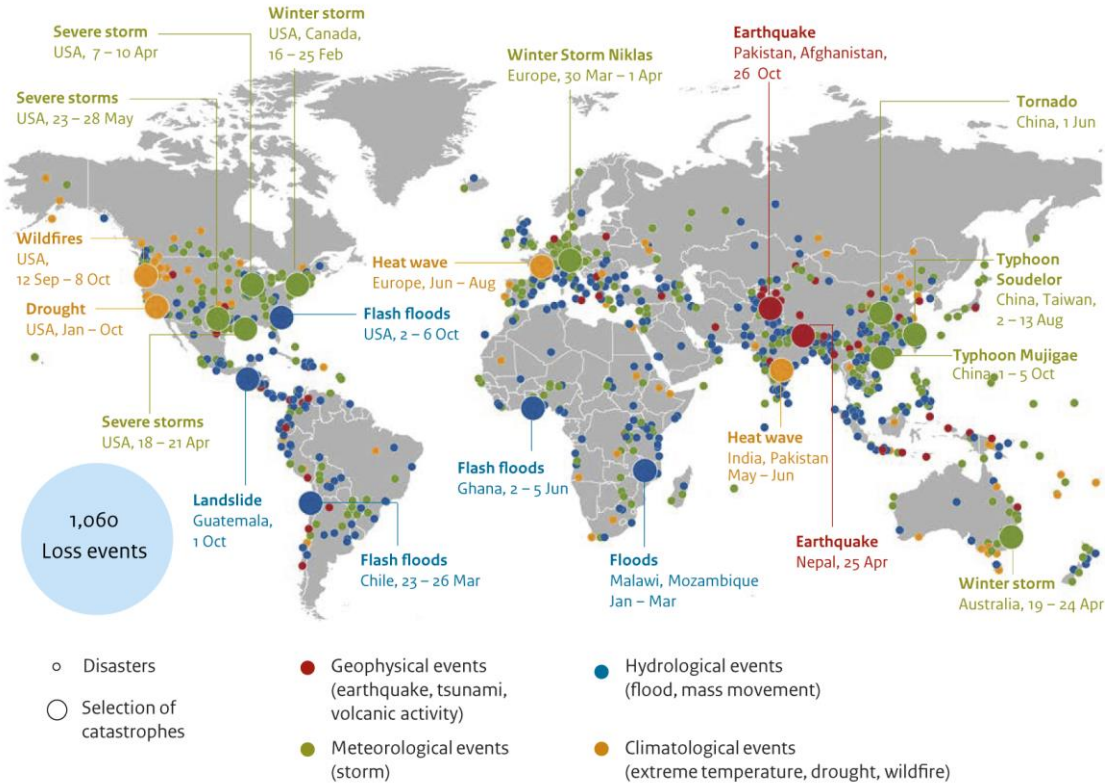 Severe storm
USA, 7 – 10 Apr
Winter storm
USA, Canada,
16 – 25 Feb
Winter Storm Niklas
Europe, 30 Mar – 1 Apr
Earthquake
Pakistan, Afghanistan,
26 Oct
Severe storms
USA, 23 – 28 May
Tornado
China, 1 Jun
Wildfires
USA,
12 Sep – 8 Oct
Drought
USA, Jan – Oct
Heat wave
Europe, Jun – Aug
Flash floods
USA, 2 – 6 Oct
Typhoon
Soudelor
China, Taiwan,
2 – 13 Aug
Typhoon Mujigae
China, 1 – 5 Oct
Severe storms
USA, 18 – 21 Apr
Landslide
Guatemala,
1 Oct
Flash floods
Ghana, 2 – 5 Jun
Heat wave
India, Pakistan
May – Jun
1,060
Loss events
Flash floods
Chile, 23 – 26 Mar
Floods
Malawi, Mozambique
Jan – Mar
Earthquake
Nepal, 25 Apr
Winter storm
Australia, 19 – 24 Apr
Disasters
Selection of
catastrophes
Geophysical events
(earthquake, tsunami,
volcanic activity)
Meteorological events
(storm)
Hydrological events
(flood, mass movement)
Climatological events
(extreme temperature, drought, wildfire)